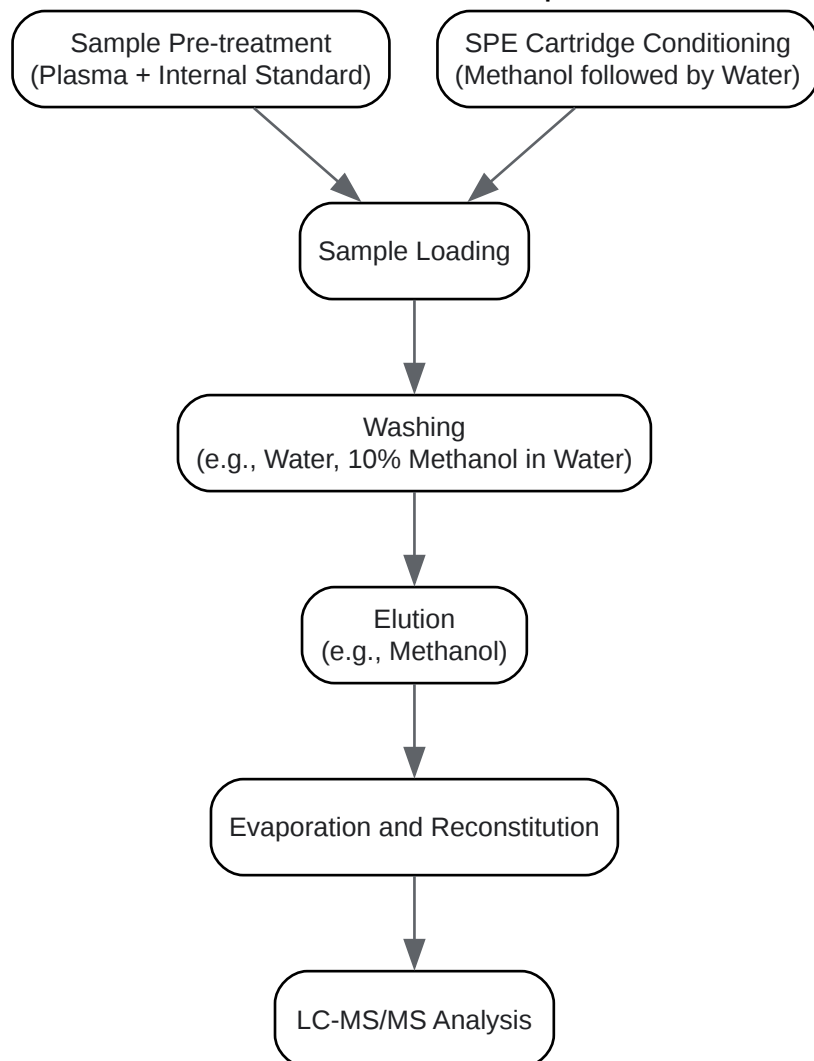 Sample Pre-treatment
(Plasma + Internal Standard)
SPE Cartridge Conditioning
(Methanol followed by Water)
Sample Loading
Washing
(e.g., Water, 10% Methanol in Water)
Elution
(e.g., Methanol)
Evaporation and Reconstitution
LC-MS/MS Analysis